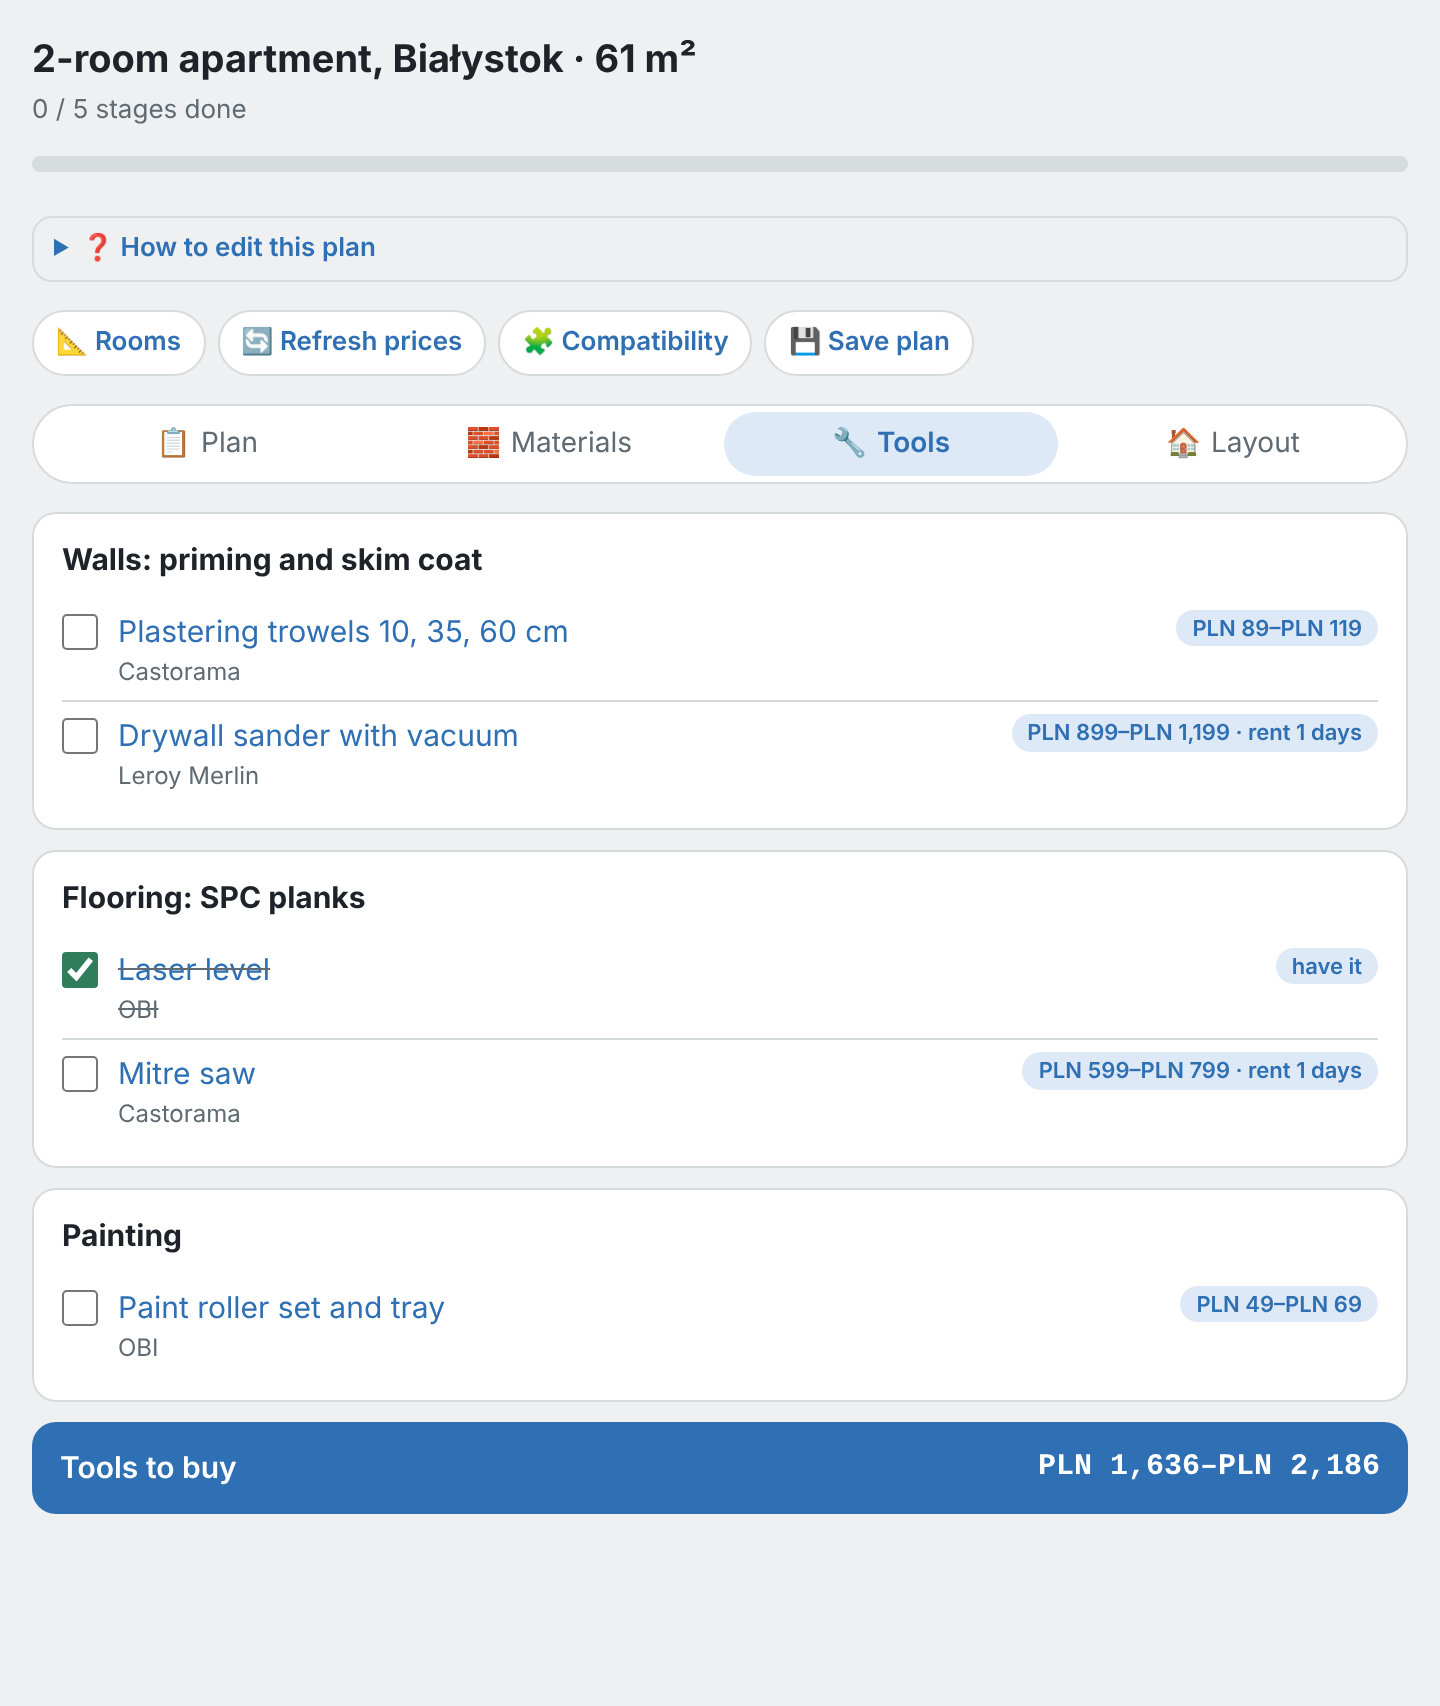 2-room apartment, Białystok · 61 m²
0 / 5 stages done
❓ How to edit this plan
📐 Rooms 🔄 Refresh prices 🧩 Compatibility 💾 Save plan
📋 Plan 🧱 Materials 🔧 Tools 🏠 Layout
Walls: priming and skim coat
Plastering trowels 10, 35, 60 cm PLN 89–PLN 119
Castorama
Drywall sander with vacuum PLN 899–PLN 1,199 · rent 1 days
Leroy Merlin
Flooring: SPC planks
Laser level have it
OBI
Mitre saw PLN 599–PLN 799 · rent 1 days
Castorama
Painting
Paint roller set and tray PLN 49–PLN 69
OBI
Tools to buy PLN 1,636–PLN 2,186